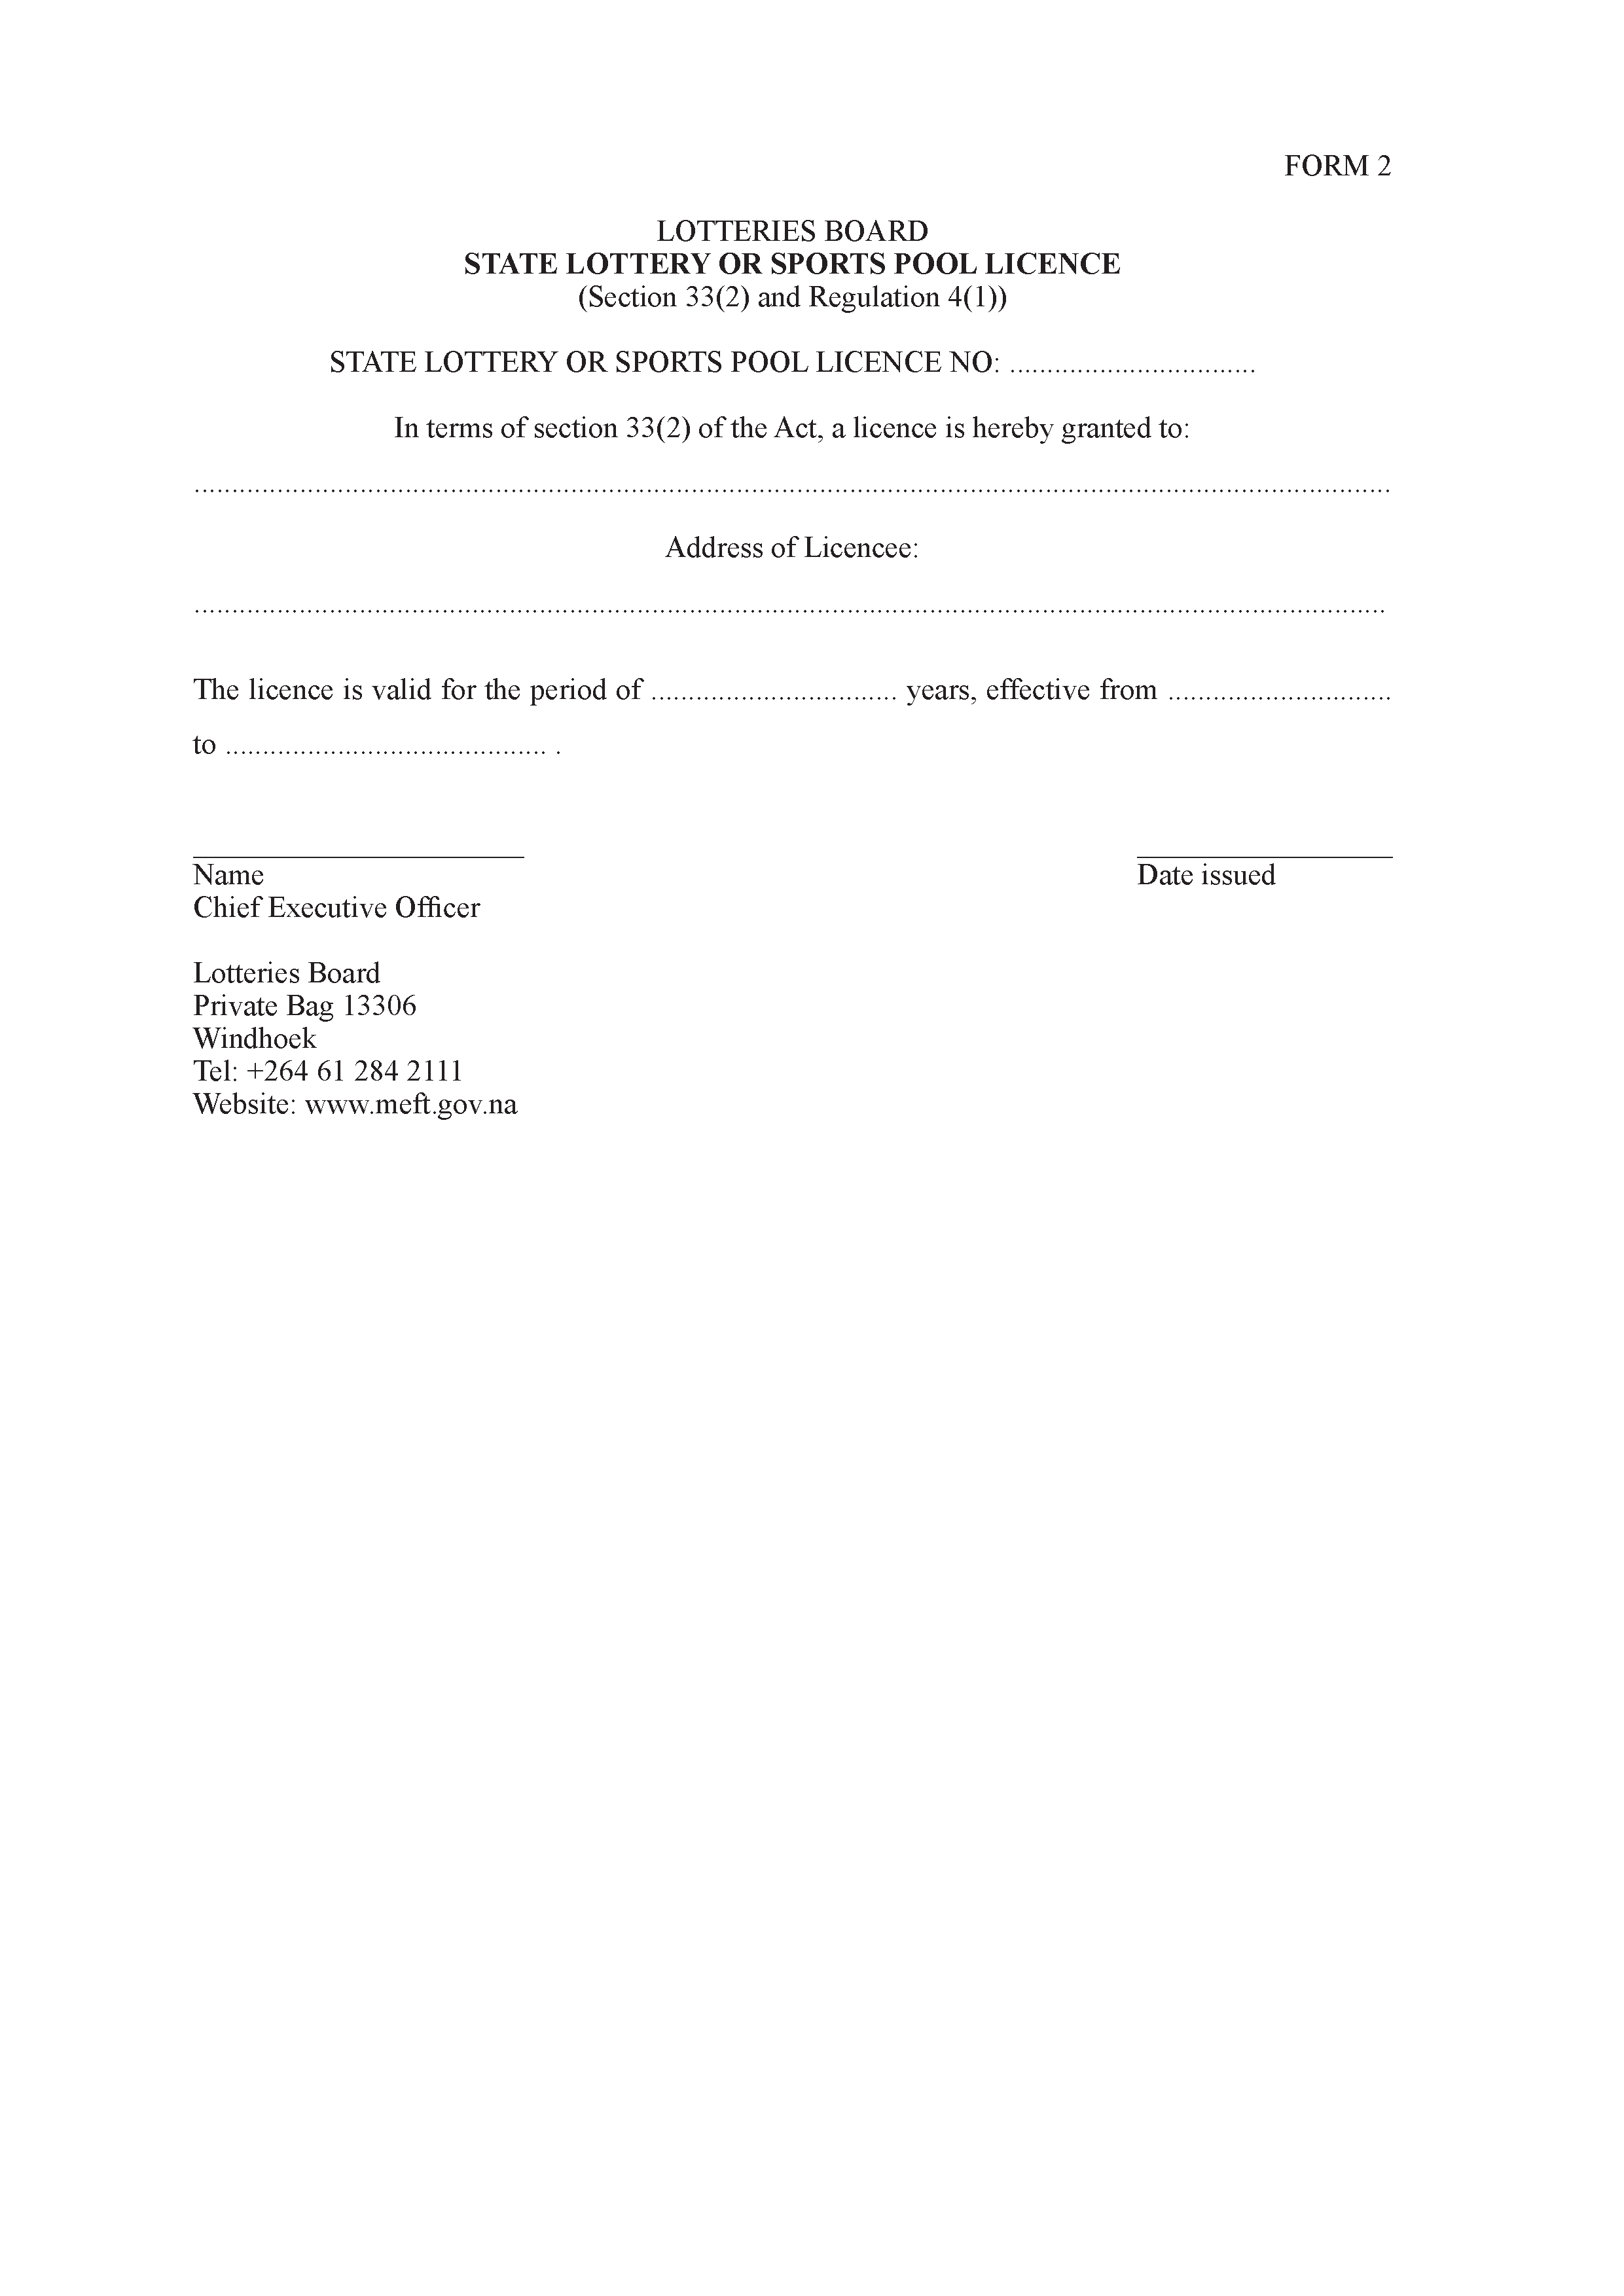 FORM 2
LOTTERIES BOARD
STATE LOTTERY OR SPORTS POOL LICENCE
(Section 33(2) and Regulation 4(1))
STATE LOTTERY OR SPORTS POOL LICENCE NO: .................................
In terms of section 33(2) of the Act, a licence is hereby granted to:
................................................................................................................................................................
Address of Licencee:
...............................................................................................................................................................
The licence is valid for the period of ................................. years, effective from ..............................
to ........................................... .
Name
Date issued
Chief Executive Officer
Lotteries Board
Private Bag 13306
Windhoek
Tel: +264 61 284 2111
Website: www.meft.gov.na